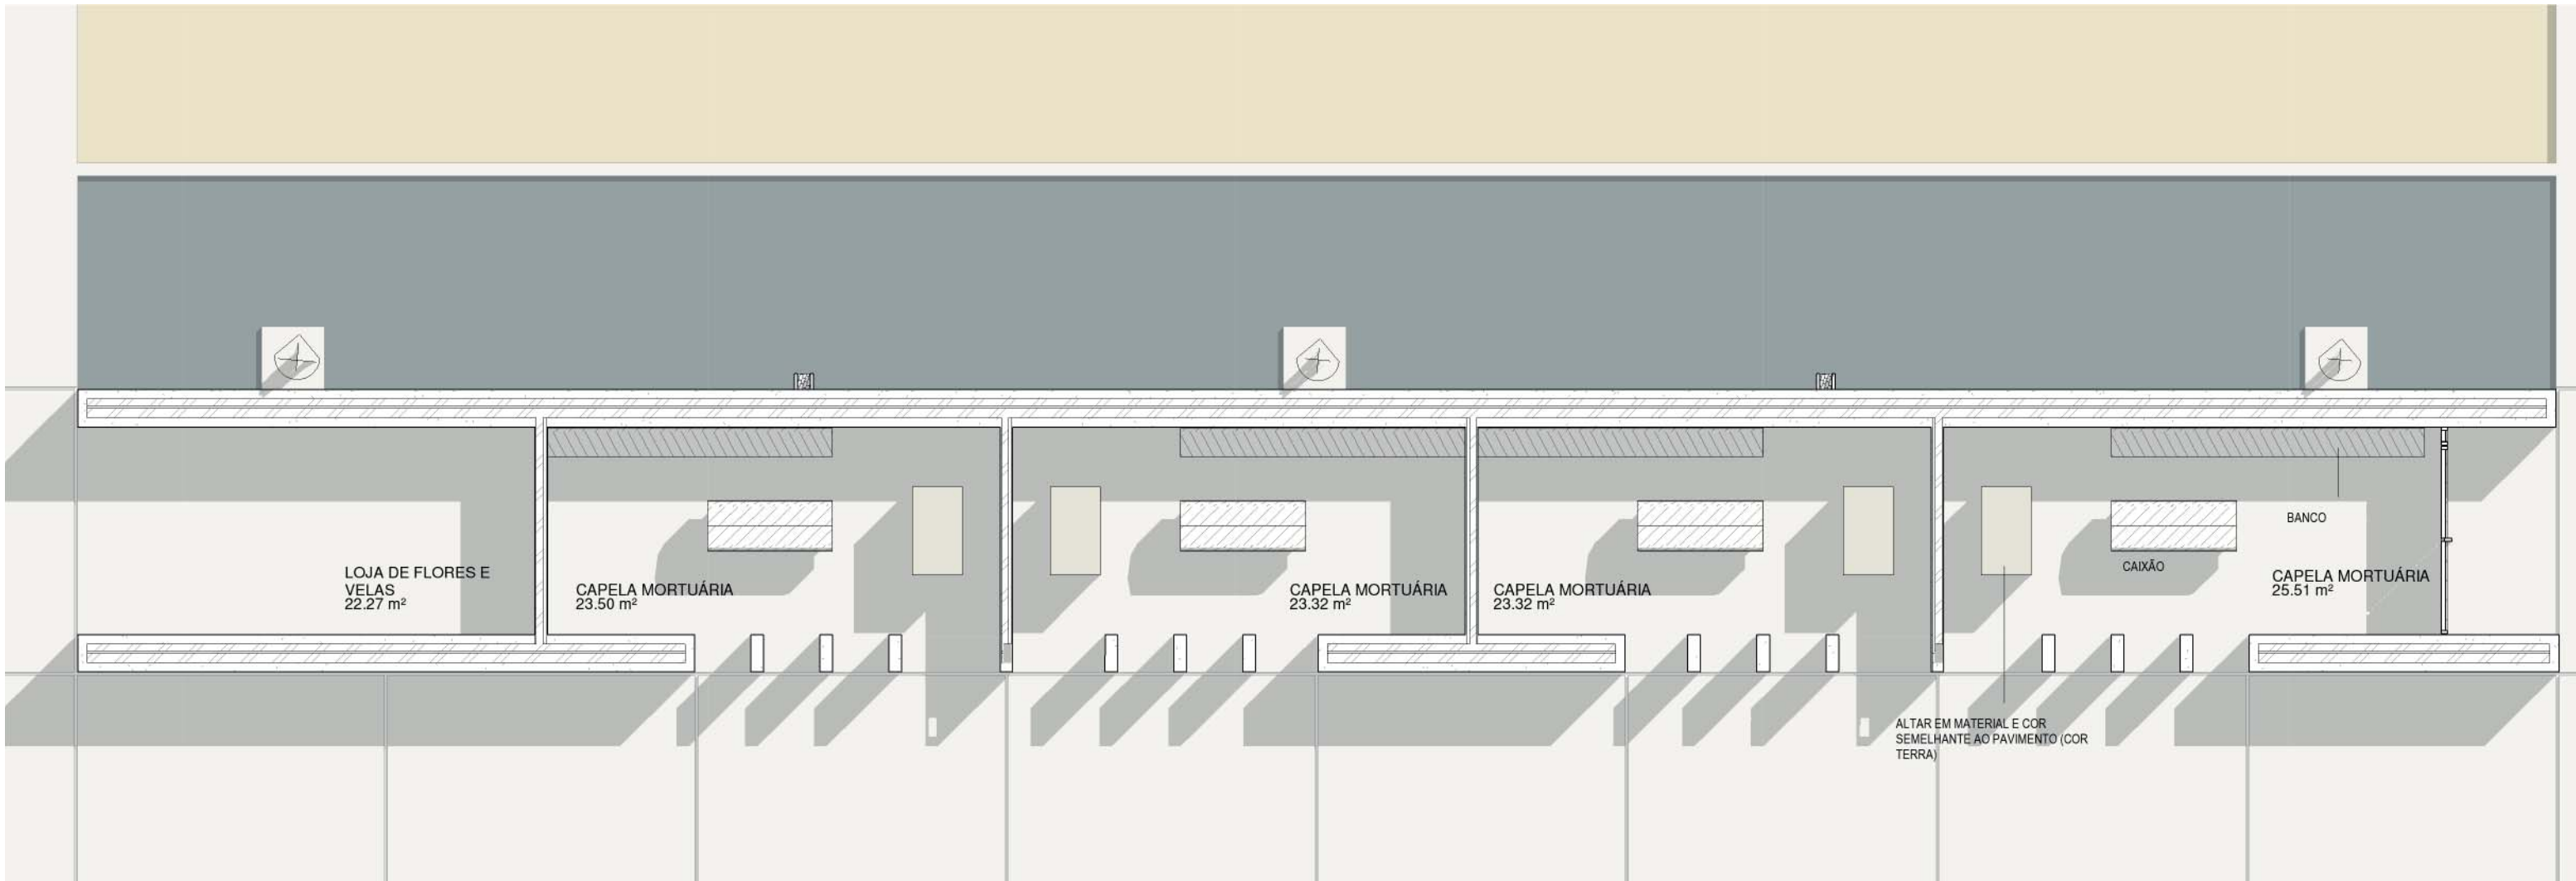 LOJA DE FLORES E
VELAS
22.27 m²
CAPELA MORTUÁRIA
23.50 m²
CAPELA MORTUÁRIA
23.32 m²
CAPELA MORTUÁRIA
23.32 m²
BANCO
CAIXÃO
CAPELA MORTUÁRIA
25.51 m²
ALTAR EM MATERIAL E COR
SEMELHANTE AO PAVIMENTO (COR
TERRA)